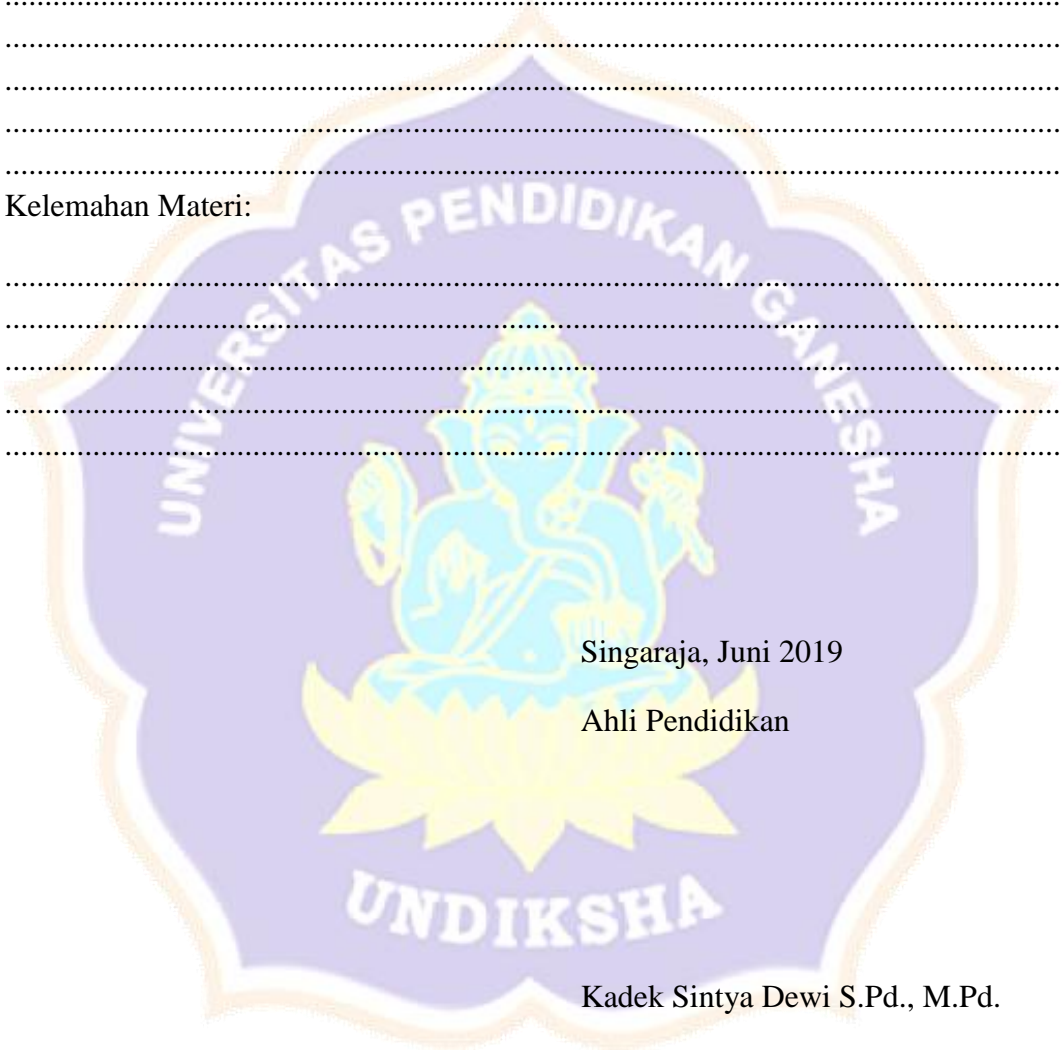 ....................................................................................................................................
....................................................................................................................................
....................................................................................................................................
....................................................................................................................................
....................................................................................................................................
Kelemahan Materi:
....................................................................................................................................
....................................................................................................................................
....................................................................................................................................
....................................................................................................................................
....................................................................................................................................
UNIVERSITAS PENDIDIKAN GANESHA
Singaraja, Juni 2019
Ahli Pendidikan
UNDIKSHA
Kadek Sintya Dewi S.Pd., M.Pd.